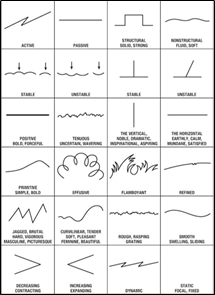 ACTIVE
PASSIVE
STRUCTURAL
SOLID, STRONG
NONSTRUCTURAL
FLUID, SOFT
STABLE
UNSTABLE
STABLE
UNSTABLE
POSITIVE
BOLD, FORCEFUL
TENUOUS
UNCERTAIN, WAVERING
THE VERTICAL,
NOBLE, DRAMATIC,
INSPIRATIONAL, ASPIRING
THE HORIZONTAL
EARTHLY, CALM,
MUNDANE, SATISFIED
PRIMITIVE
SIMPLE, BOLD
EFFUSIVE
FLAMBOYANT
REFINED
JAGGED, BRUTAL
HARD, VIGOROUS
MASCULINE, PICTURESQUE
CURVILINEAR, TENDER
SOFT, PLEASANT
FEMININE, BEAUTIFUL
ROUGH, RASPING
GRATING
SMOOTH
SWELLING, SLIDING
DECREASING
CONTRACTING
INCREASING
EXPANDING
DYNAMIC
STATIC
FOCAL, FIXED